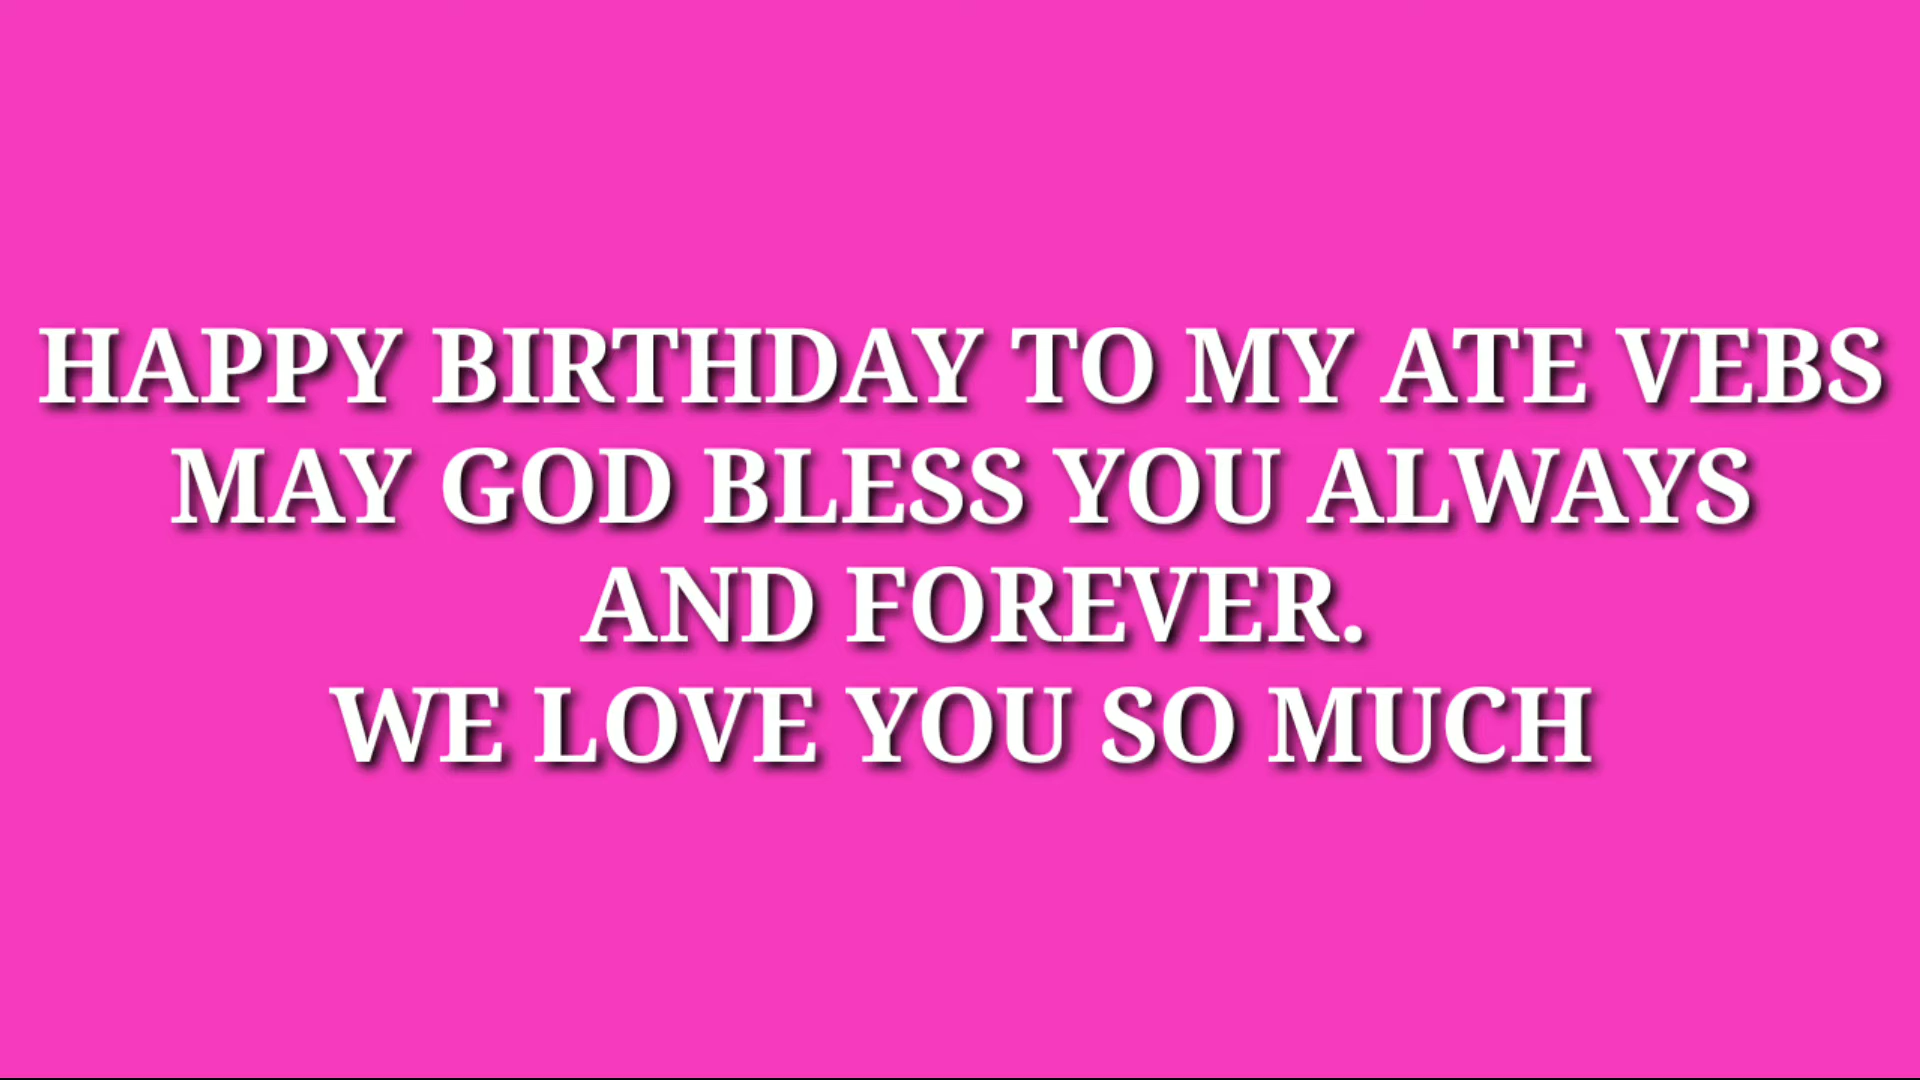 HAPPY BIRTHDAY TO MY ATE VEBS
MAY GOD BLESS YOU ALWAYS
AND FOREVER.
WE LOVE YOU SO MUCH